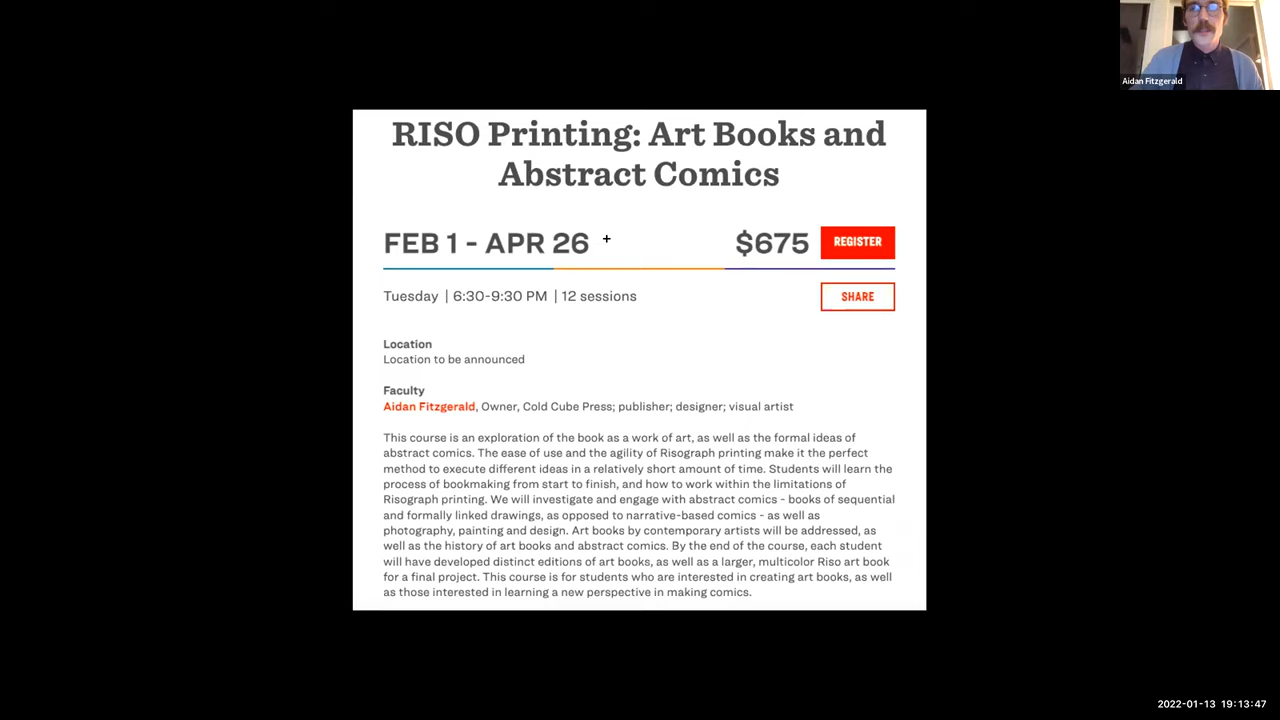 Aidan Fitzgerald
RISO Printing: Art Books and
Abstract Comics
FEB 1 - APR 26
$675
REGISTER
Tuesday | 6:30-9:30 PM | 12 sessions
SHARE
Location
Location to be announced
Faculty
Aidan Fitzgerald, Owner, Cold Cube Press; publisher; designer; visual artist
This course is an exploration of the book as a work of art, as well as the formal ideas of
abstract comics. The ease of use and the agility of Risograph printing make it the perfect
method to execute different ideas in a relatively short amount of time. Students will learn the
process of bookmaking from start to finish, and how to work within the limitations of
Risograph printing. We will investigate and engage with abstract comics - books of sequential
and formally linked drawings, as opposed to narrative-based comics - as well as
photography, painting and design. Art books by contemporary artists will be addressed, as
well as the history of art books and abstract comics. By the end of the course, each student
will have developed distinct editions of art books, as well as a larger, multicolor Riso art book
for a final project. This course is for students who are interested in creating art books, as well
as those interested in learning a new perspective in making comics.
2022-01-13 19:13:47